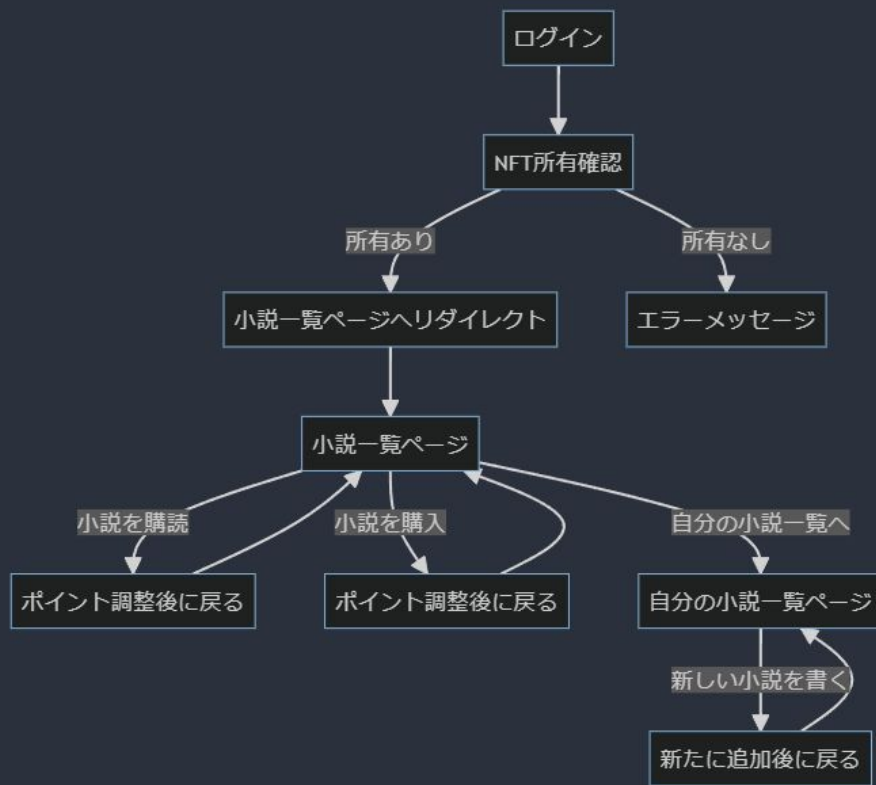 ログイン
NFT所有確認
所有あり
所有なし
小説一覧ページへリダイレクト
エラーメッセージ
小説一覧ページ
小説を購読
小説を購入
自分の小説一覧へ
ポイント調整後に戻る
ポイント調整後に戻る
自分の小説一覧ページ
新しい小説を書く
新たに追加後に戻る